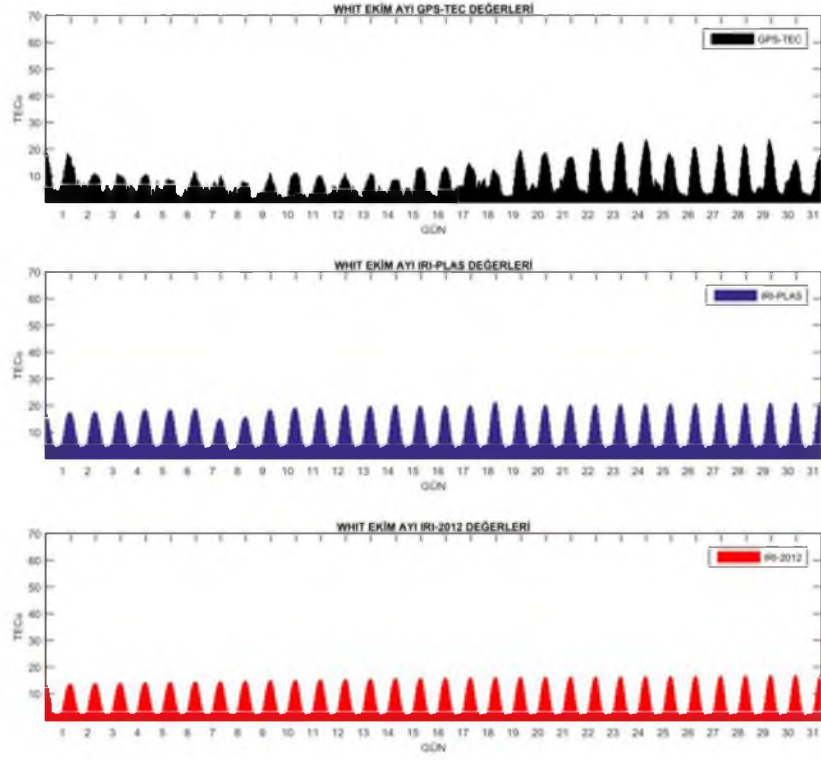 WHIT EKİM AYI GPS-TEC DEĞERLERİ
70
60
50
40
30
20
10
TECu
GPS-TEC
1 2 3 4 5 6 7 8 9 10 11 12 13 14 15 16 17 18 19 20 21 22 23 24 25 26 27 28 29 30 31
GÜN
WHIT EKİM AYI IRI-PLAS DEĞERLERİ
70
60
50
40
30
20
10
TECu
IRI-PLAS
1 2 3 4 5 6 7 8 9 10 11 12 13 14 15 16 17 18 19 20 21 22 23 24 25 26 27 28 29 30 31
GÜN
WHIT EKİM AYI IRI-2012 DEĞERLERİ
70
60
50
40
30
20
10
TECu
IRI-2012
1 2 3 4 5 6 7 8 9 10 11 12 13 14 15 16 17 18 19 20 21 22 23 24 25 26 27 28 29 30 31
GÜN